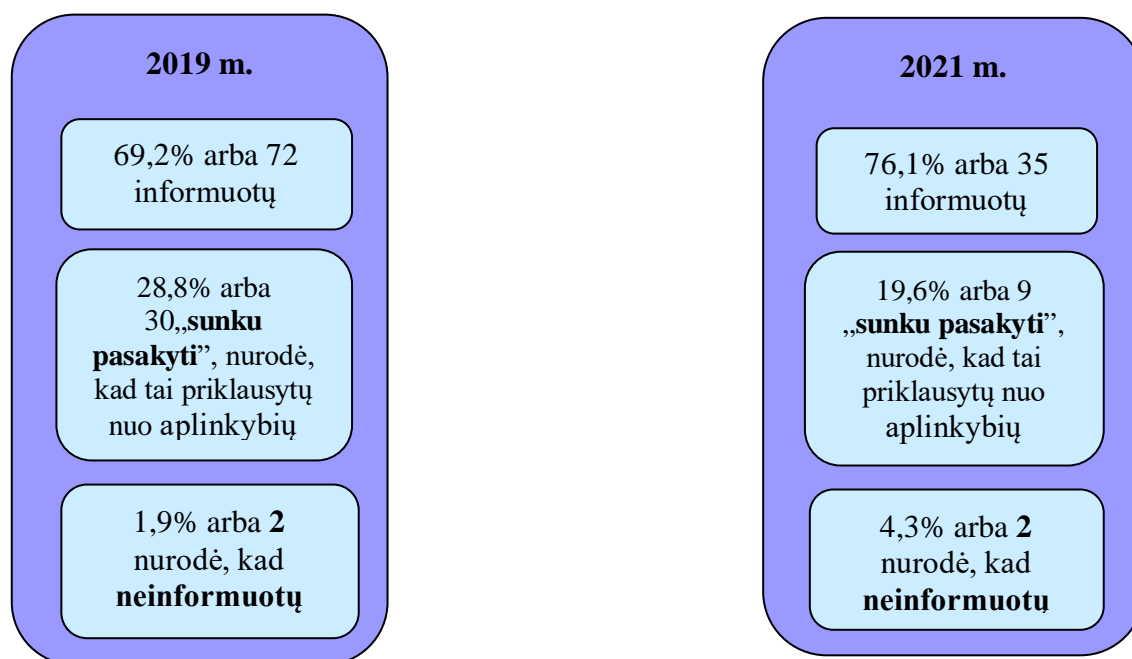 2019 m.
69,2% arba 72
informuotų
28,8% arba
30„sunku
pasakyti”, nurodė,
kad tai priklausytų
nuo aplinkybių
1,9% arba 2
nurodė, kad
neinformuotų
2021 m.
76,1% arba 35
informuotų
19,6% arba 9
„sunku pasakyti”,
nurodė, kad tai
priklausytų nuo
aplinkybių
4,3% arba 2
nurodė, kad
neinformuotų